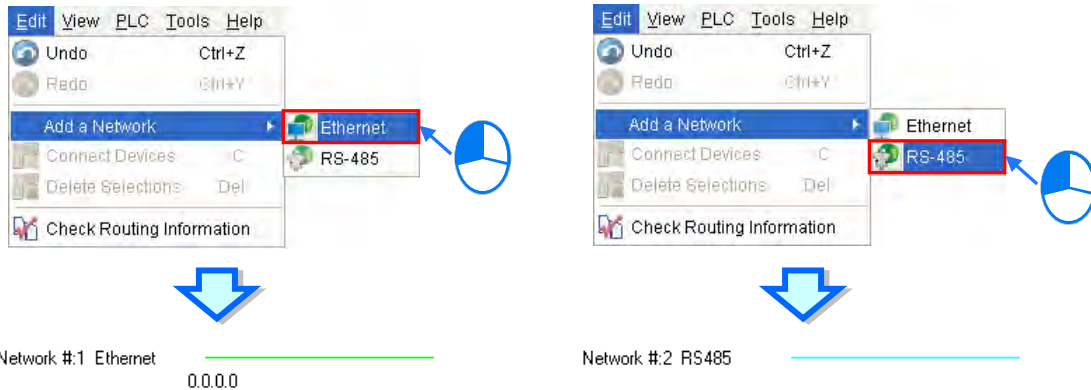 Edit View PLC Tools Help
Undo Ctrl+Z
Redo Ctrl+Y
Add a Network
Ethernet
Connect Devices C
RS-485
Delete Selections Del
Check Routing Information
Network #:1 Ethernet
0.0.0.0
Edit View PLC Tools Help
Undo Ctrl+Z
Redo Ctrl+Y
Add a Network
Ethernet
Connect Devices C
RS-485
Delete Selections Del
Check Routing Information
Network #:2 RS485